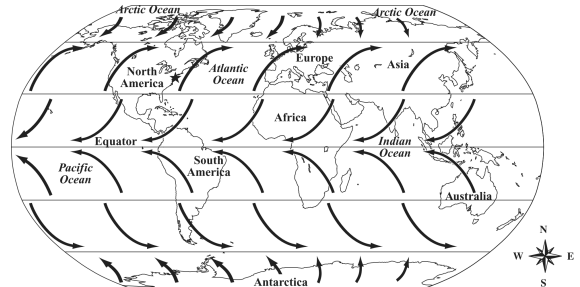 Arctic Ocean
Arctic Ocean
North
America
Atlantic
Ocean
Europe
Asia
Africa
Equator
Indian
Ocean
South
America
Pacific
Ocean
Australia
Antarctica
N
W
E
S